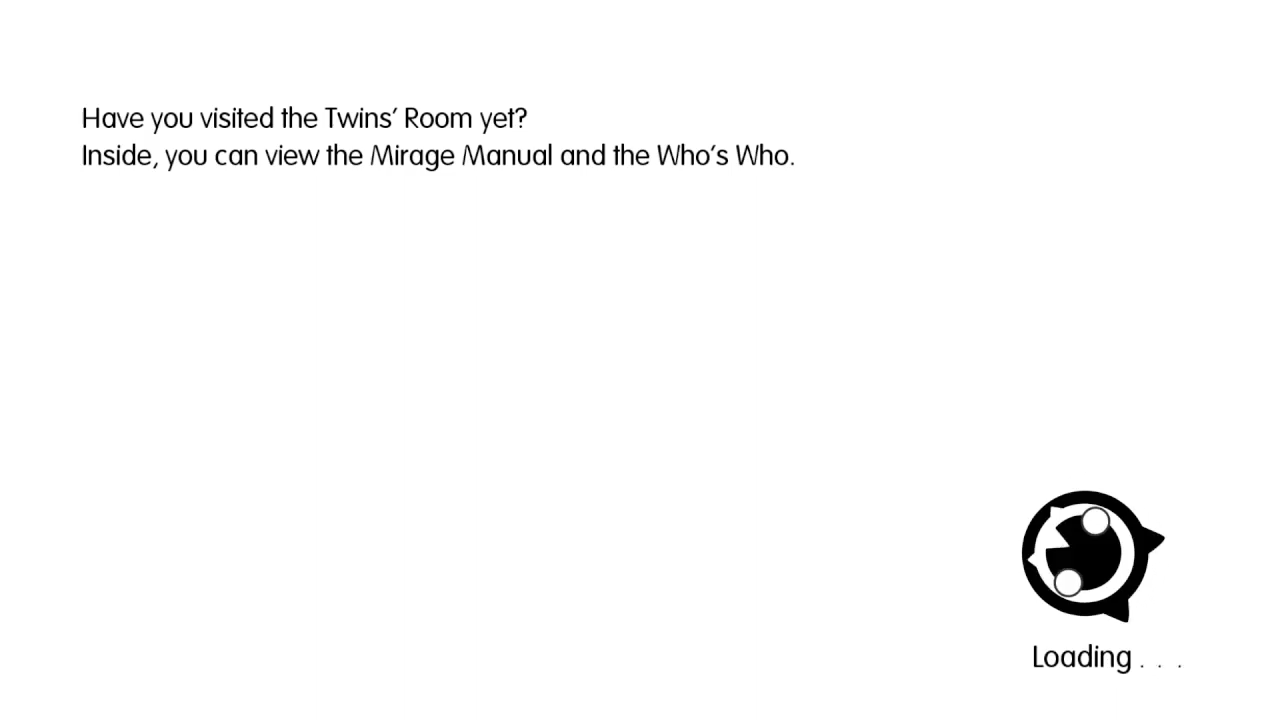 Have you visited the Twins' Room yet?
Inside, you can view the Mirage Manual and the Who's Who.
Loading . . .